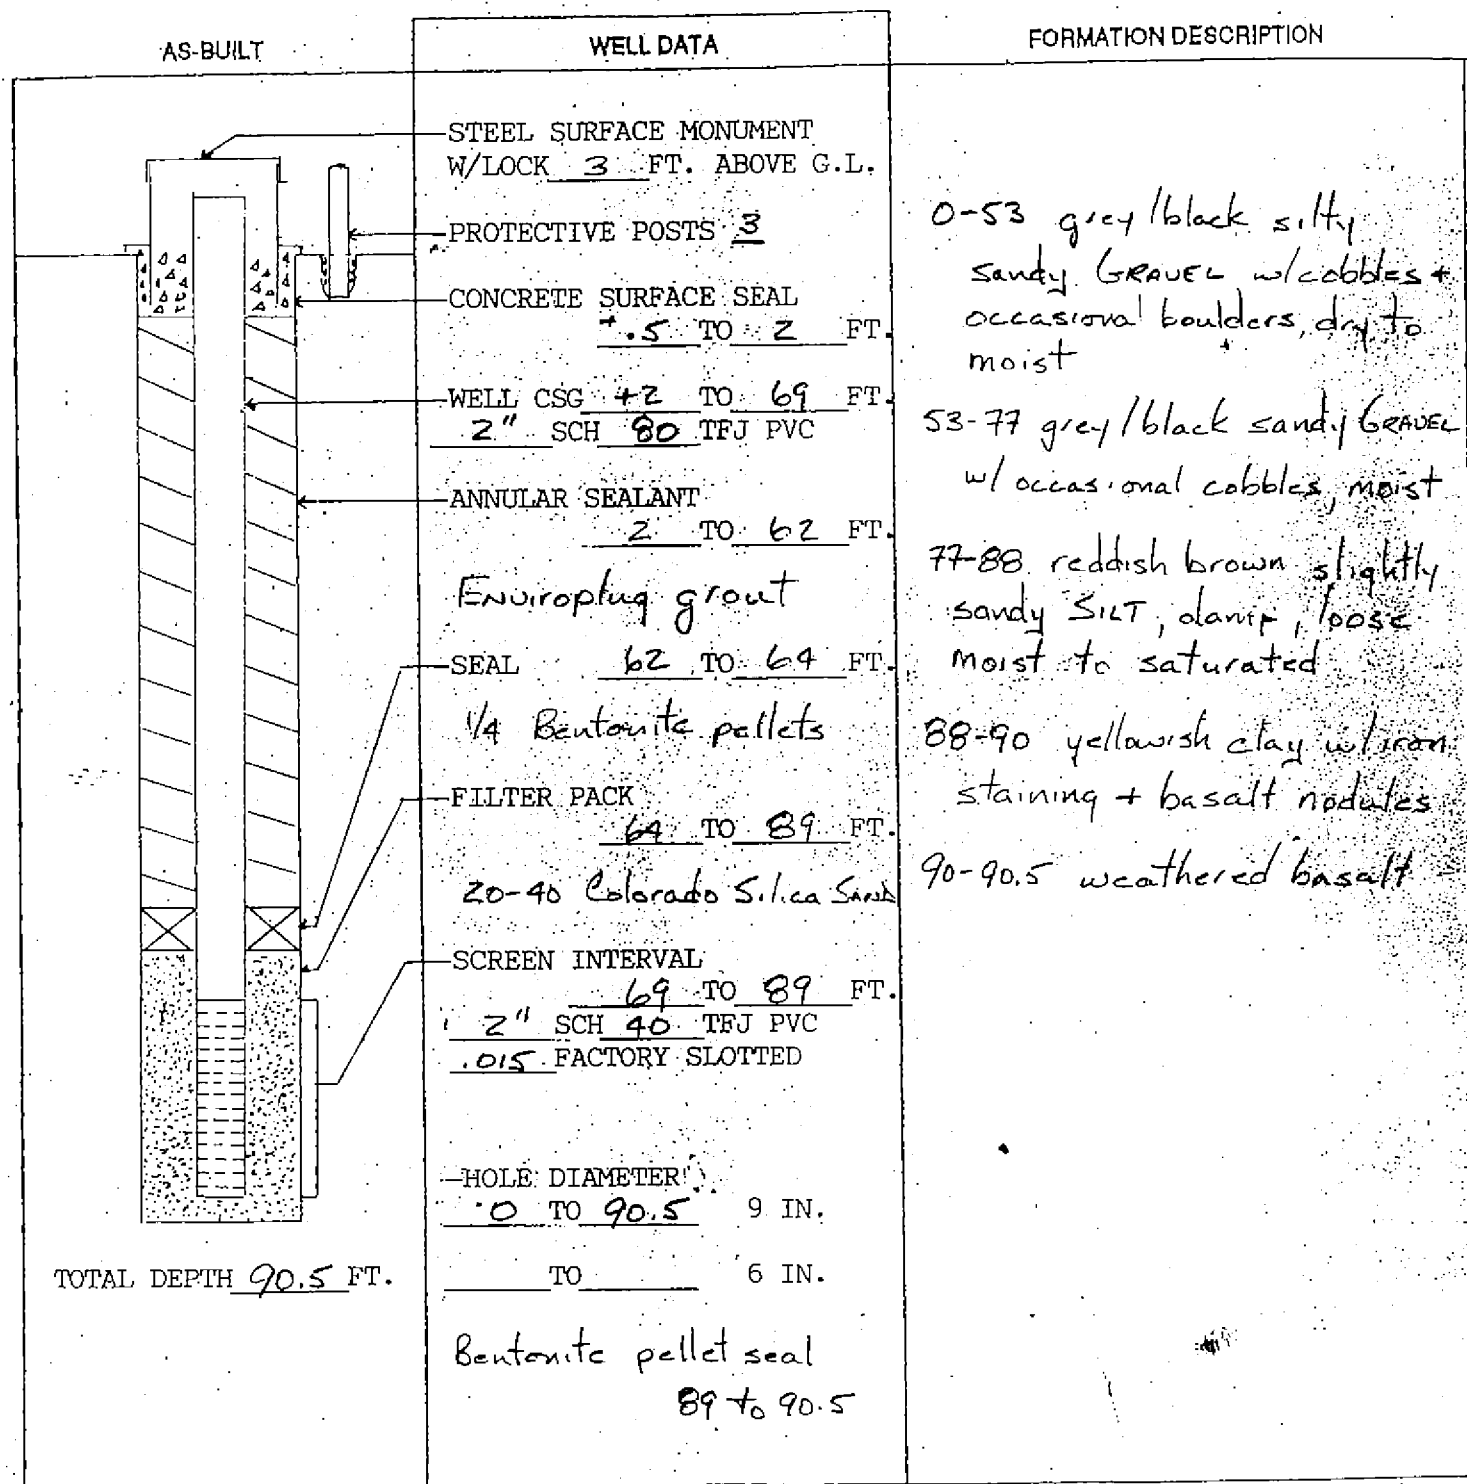 AS-BUILT
WELL DATA
FORMATION DESCRIPTION
STEEL SURFACE MONUMENT
W/LOCK 3 FT. ABOVE G.L.
PROTECTIVE POSTS 3
CONCRETE SURFACE SEAL
+.5 TO 2 FT.
WELL CSG +2 TO 69 FT.
2" SCH 80 TFJ PVC
ANNULAR SEALANT
2 TO 62 FT.
Enviroplug grout
SEAL 62 TO 64 FT.
1/4 Bentonite pellets
FILTER PACK
64 TO 89 FT.
20-40 Colorado Silica Sand
SCREEN INTERVAL
69 TO 89 FT.
2" SCH 40 TFJ PVC
.015 FACTORY SLOTTED
HOLE DIAMETER
0 TO 90.5 9 IN.
TO 6 IN.
Bentonite pellet seal
89 to 90.5
0-53 grey/black silty
sandy GRAVEL w/cobbles +
occasional boulders, dry to
moist
53-77 grey/black sandy GRAVEL
w/ occasional cobbles, moist
77-88 reddish brown slightly
sandy SILT, damp, loose
moist to saturated
88-90 yellowish clay w/iron
staining + basalt nodules
90-90.5 weathered basalt
TOTAL DEPTH 90.5 FT.